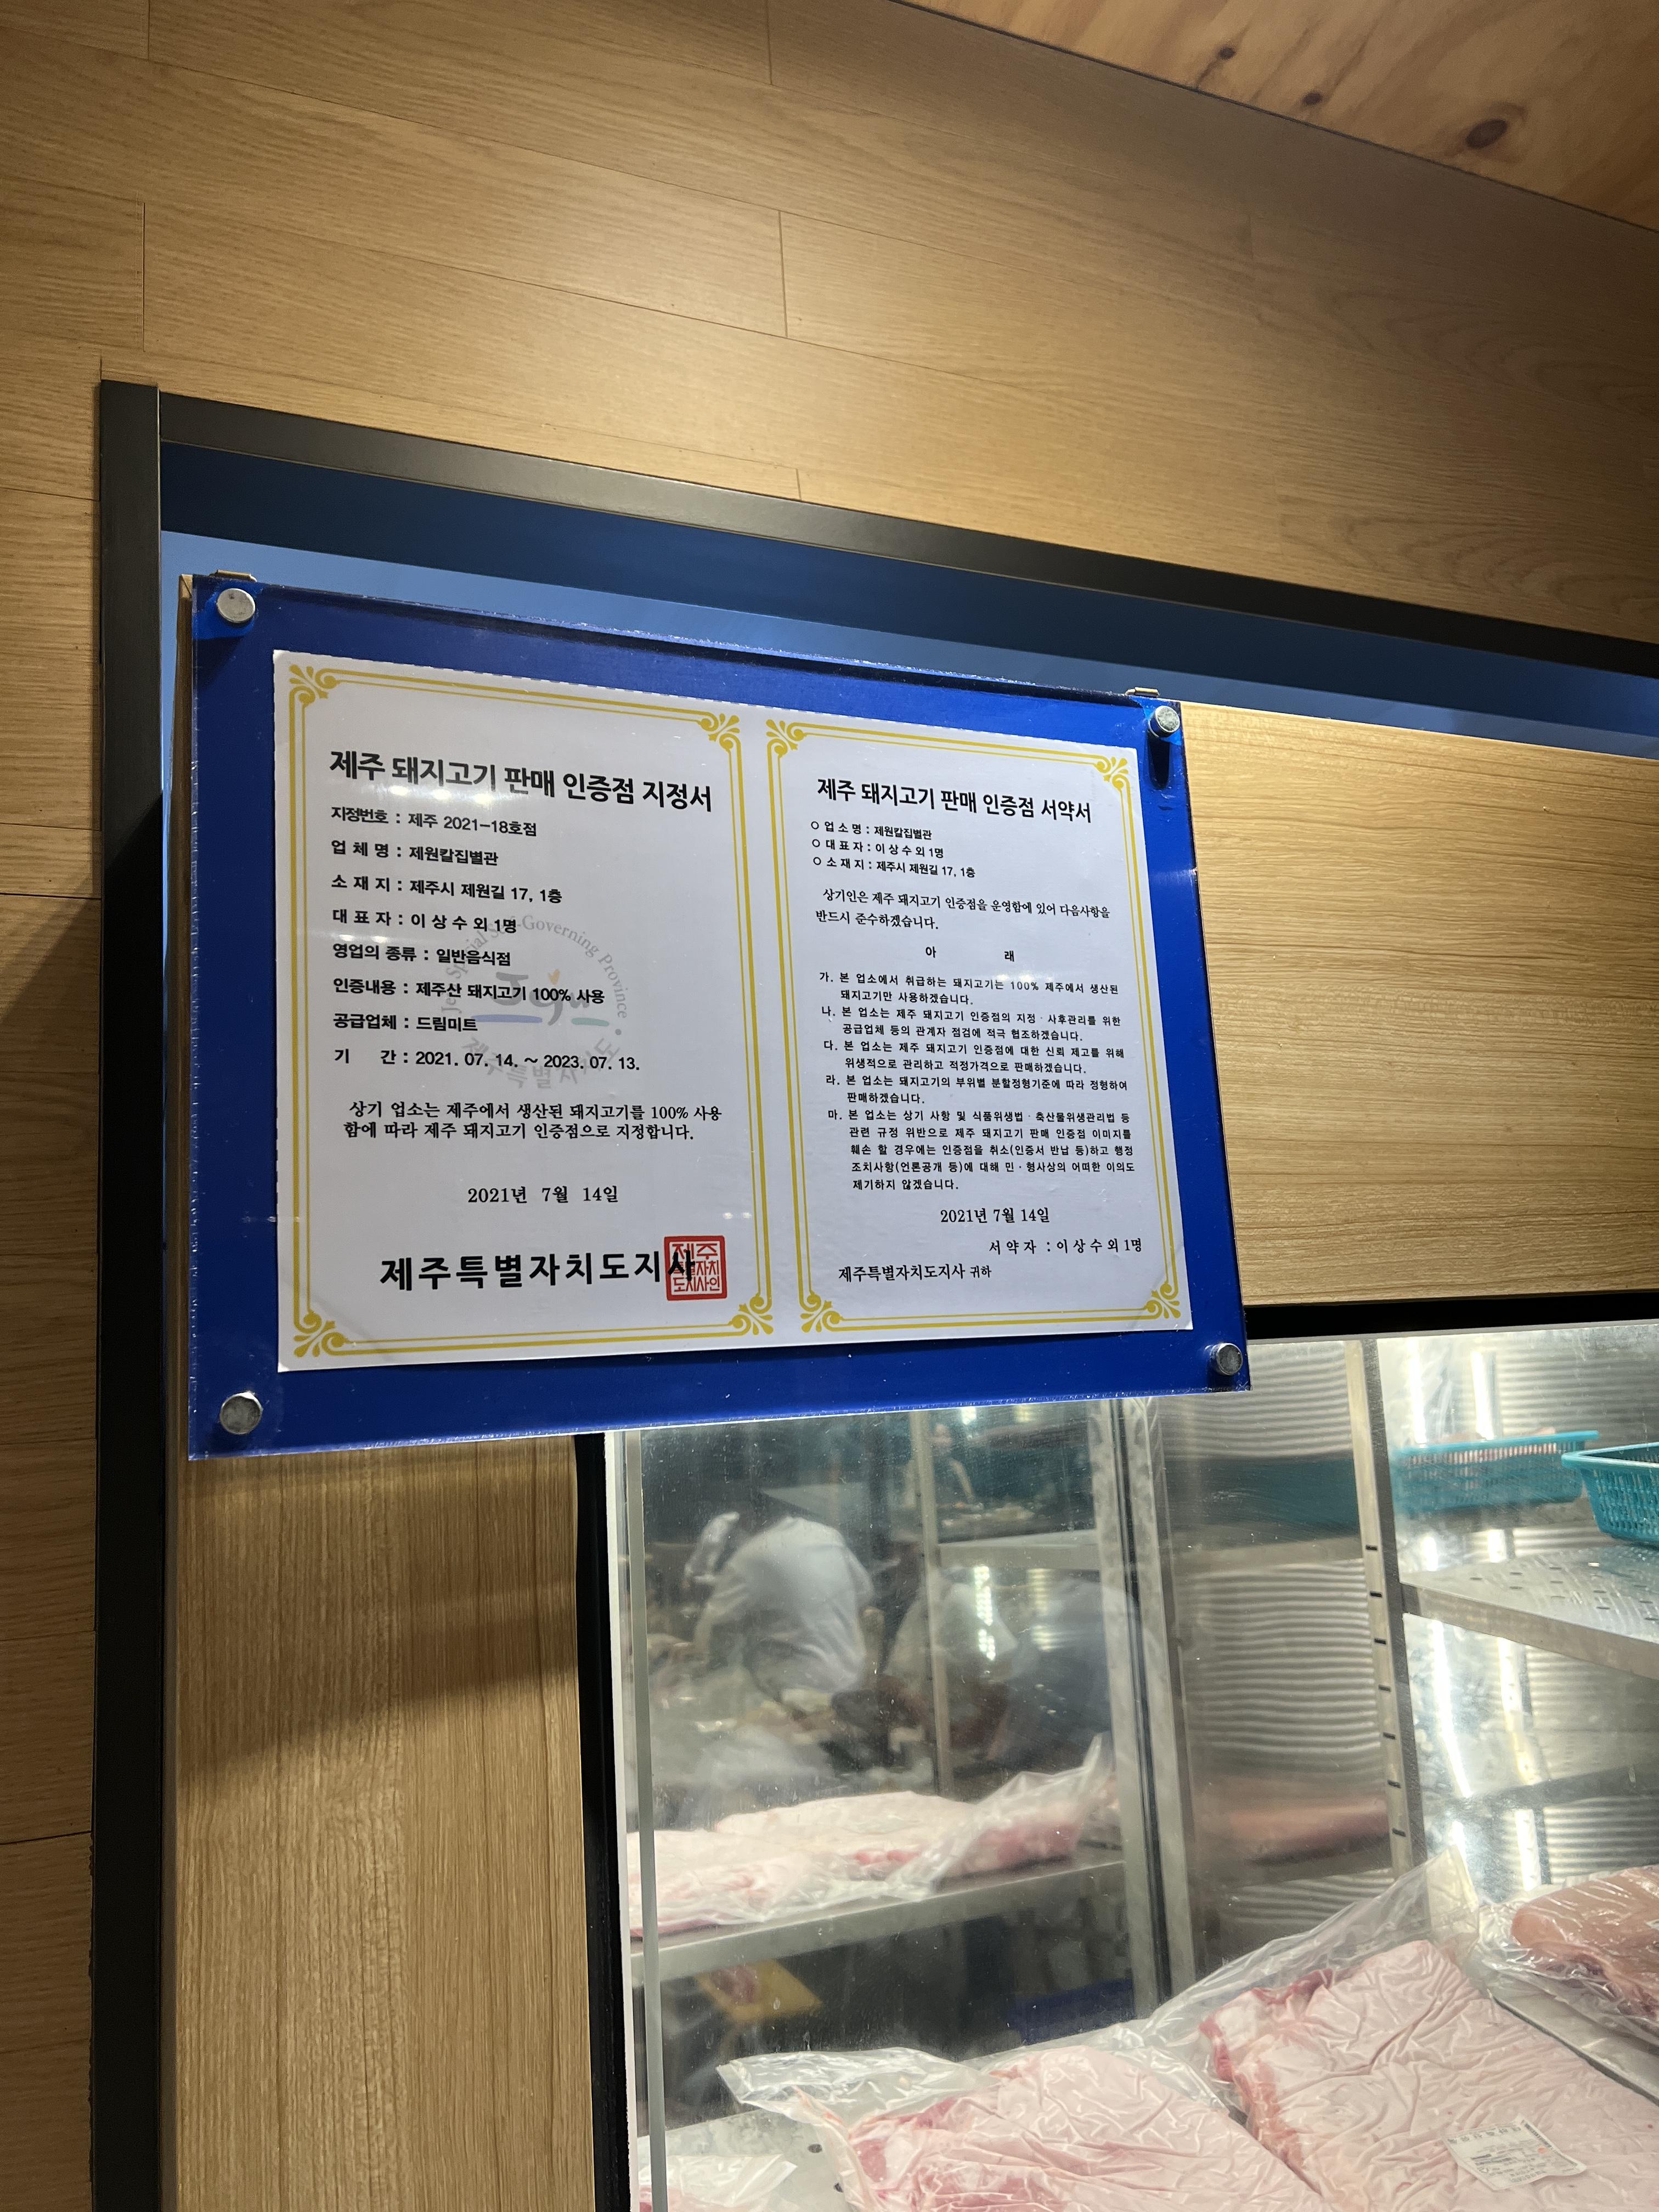 제주 돼지고기 판매 인증점 지정서
지정번호 : 제주 2021-18호점
업 체 명 : 제원칼집별관
소 재 지 : 제주시 제원길 17, 1층
대 표 자 : 이 상 수 외 1명
영업의 종류 : 일반음식점
인증내용 : 제주산 돼지고기 100% 사용
공급업체 : 드림미트
기 간 : 2021. 07. 14. ~ 2023. 07. 13.
Jeju Special Self-Governing Province
제주특별자치도
상기 업소는 제주에서 생산된 돼지고기를 100% 사용
함에 따라 제주 돼지고기 인증점으로 지정합니다.
2021년 7월 14일
제주특별자치도지사
제주
특별자치
도지사인
제주 돼지고기 판매 인증점 서약서
○ 업 소 명 : 제원칼집별관
○ 대 표 자 : 이 상 수 외 1명
○ 소 재 지 : 제주시 제원길 17, 1층
상기인은 제주 돼지고기 인증점을 운영함에 있어 다음사항을
반드시 준수하겠습니다.
아 래
가. 본 업소에서 취급하는 돼지고기는 100% 제주에서 생산된
돼지고기만 사용하겠습니다.
나. 본 업소는 제주 돼지고기 인증점의 지정 · 사후관리를 위한
공급업체 등의 관계자 점검에 적극 협조하겠습니다.
다. 본 업소는 제주 돼지고기 인증점에 대한 신뢰 제고를 위해
위생적으로 관리하고 적정가격으로 판매하겠습니다.
라. 본 업소는 돼지고기의 부위별 분할정형기준에 따라 정형하여
판매하겠습니다.
마. 본 업소는 상기 사항 및 식품위생법 · 축산물위생관리법 등
관련 규정 위반으로 제주 돼지고기 판매 인증점 이미지를
훼손 할 경우에는 인증점을 취소(인증서 반납 등)하고 행정
조치사항(언론공개 등)에 대해 민 · 형사상의 어떠한 이의도
제기하지 않겠습니다.
2021년 7월 14일
서 약 자 : 이 상 수 외 1명
제주특별자치도지사 귀하